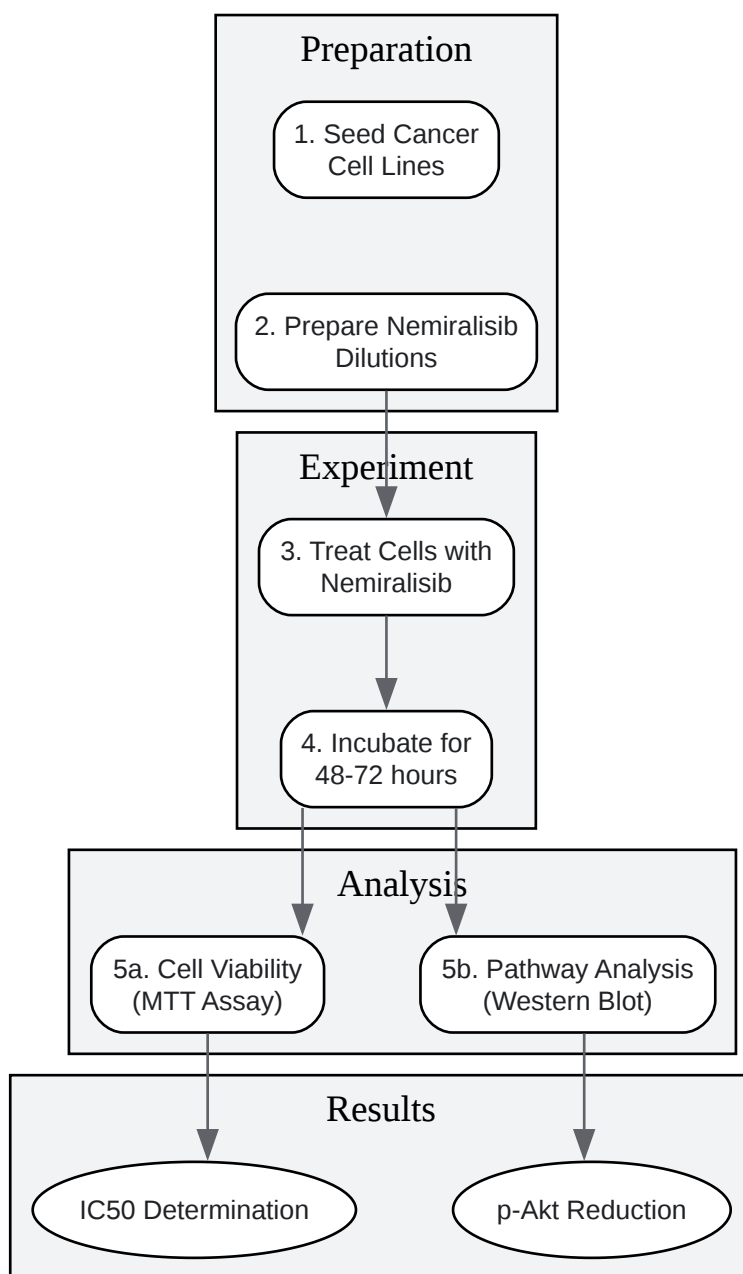 Preparation
1. Seed Cancer
Cell Lines
2. Prepare Nemiralisib
Dilutions
Experiment
3. Treat Cells with
Nemiralisib
4. Incubate for
48-72 hours
Analysis
5a. Cell Viability
(MTT Assay)
5b. Pathway Analysis
(Western Blot)
Results
IC50 Determination
p-Akt Reduction